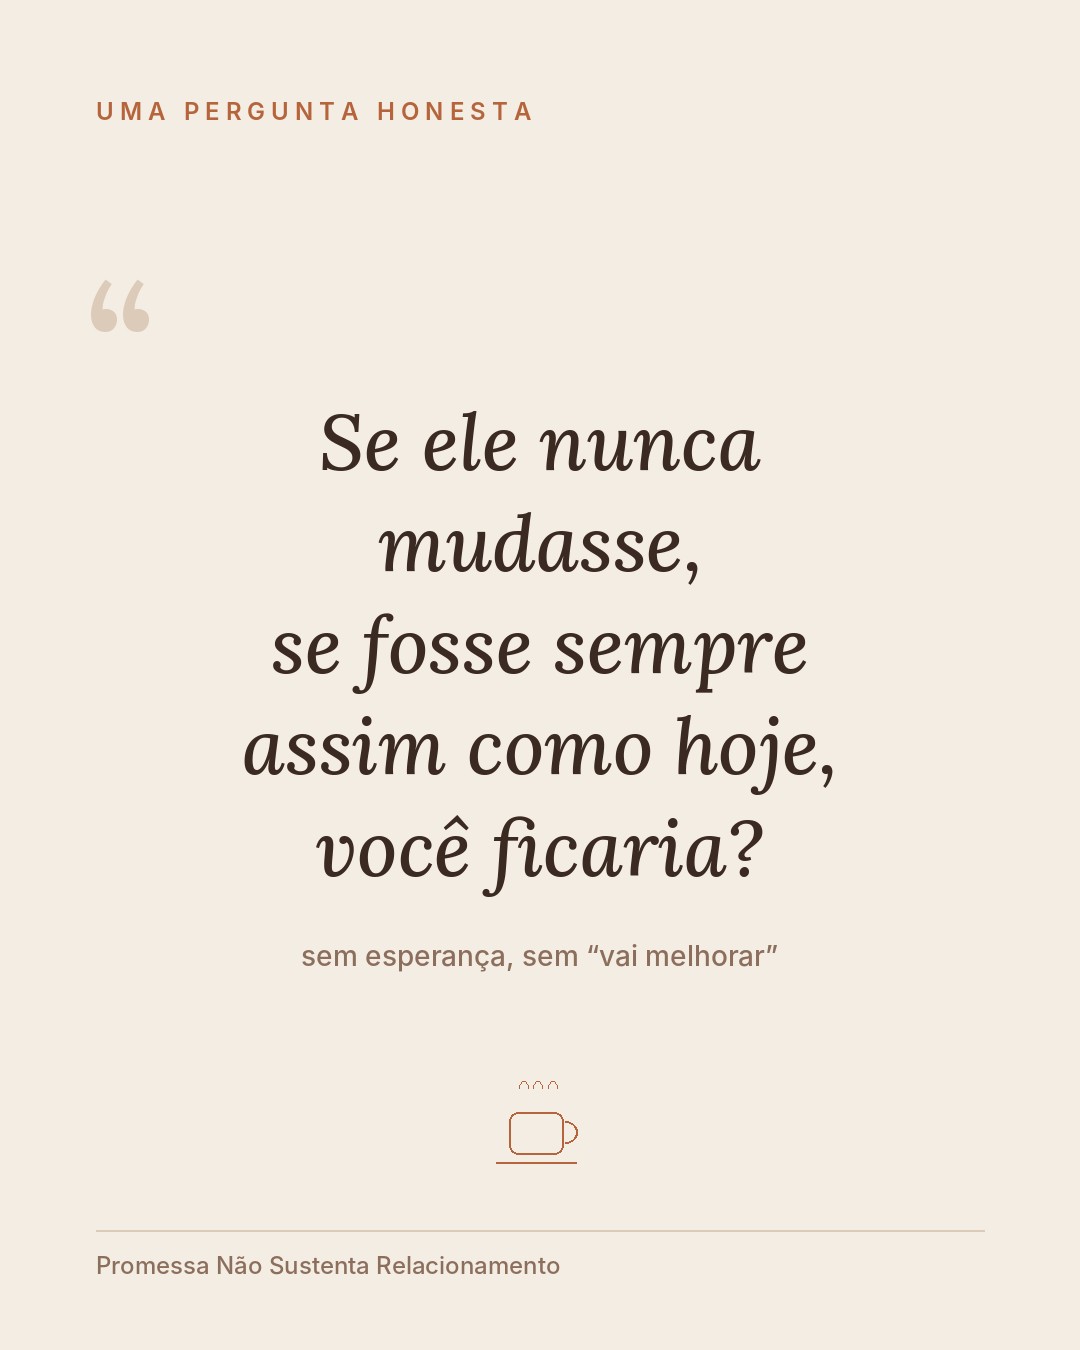 UMA PERGUNTA HONESTA
“
Se ele nunca
mudasse,
se fosse sempre
assim como hoje,
você ficaria?
sem esperança, sem “vai melhorar”
Promessa Não Sustenta Relacionamento